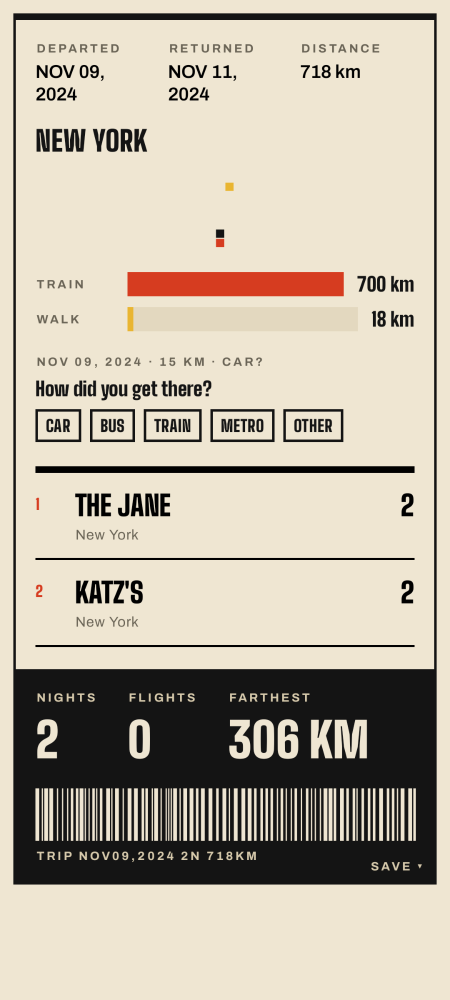 DEPARTED RETURNED DISTANCE
NOV 09, 2024 NOV 11, 2024 718 km
NEW YORK
TRAIN 700 km
WALK 18 km
NOV 09, 2024 · 15 KM · CAR?
How did you get there?
CAR BUS TRAIN METRO OTHER
1 THE JANE 2
New York
2 KATZ'S 2
New York
NIGHTS FLIGHTS FARTHEST
2 0 306 KM
TRIP NOV09,2024 2N 718KM
SAVE ▾